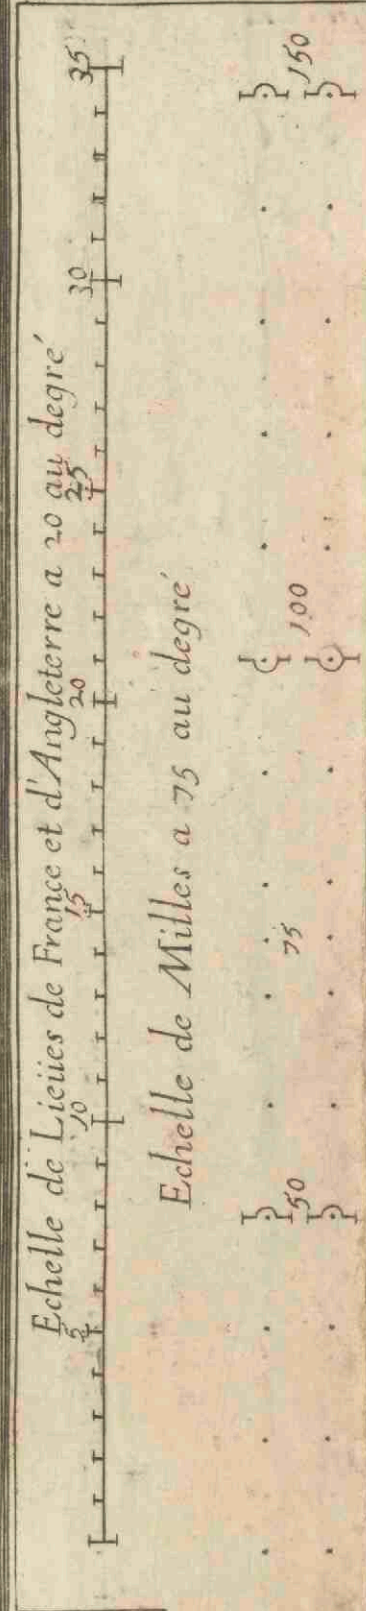 Echelle de Lieües de France et d'Angleterre a 20 au degré
5 10 15 20 25 30 35
Echelle de Milles a 75 au degré
50 75 100 150